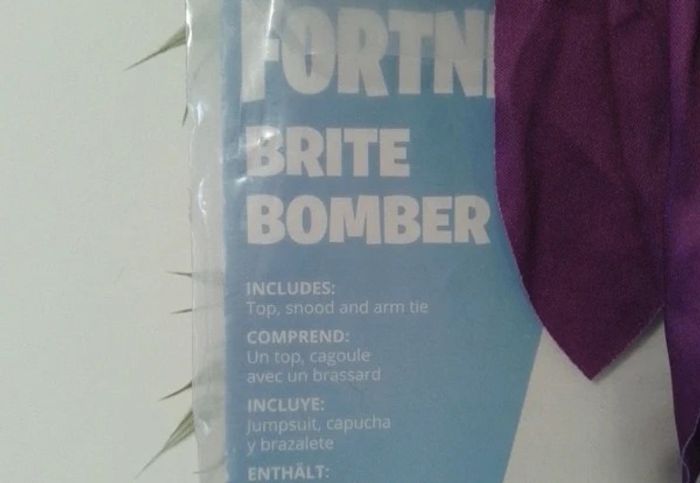 FORTNI
BRITE
BOMBER
INCLUDES:
Top, snood and arm tie
COMPREND:
Un top, cagoule
avec un brassard
INCLUYE:
Jumpsuit, capucha
y brazalete
ENTHÄLT: